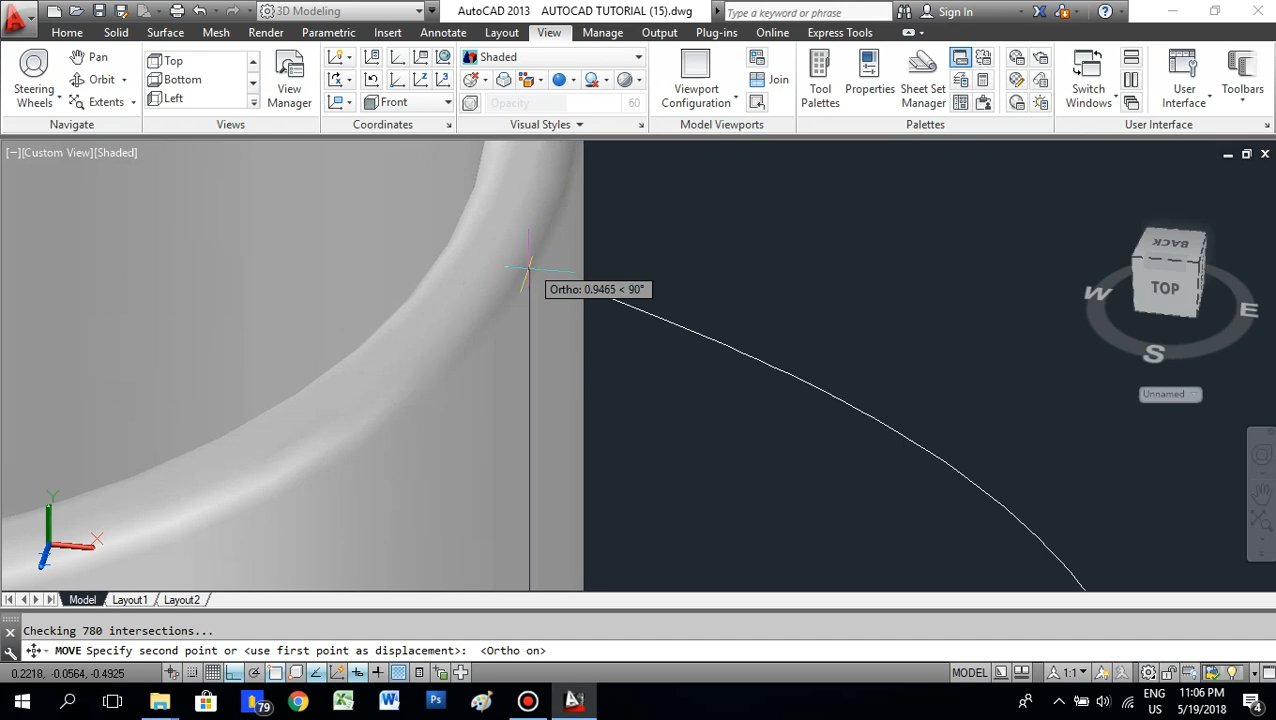 3D Modeling
AutoCAD 2013 AUTOCAD TUTORIAL (15).dwg
Type a keyword or phrase
Sign In
Home Solid Surface Mesh Render Parametric Insert Annotate Layout View Manage Output Plug-ins Online Express Tools
Steering Wheels
Pan
Orbit
Extents
Navigate
Top
Bottom
Left
Views
View Manager
Front
Coordinates
Shaded
Opacity 60
Visual Styles
Viewport Configuration
Join
Model Viewports
Tool Palettes
Properties
Sheet Set Manager
Palettes
Switch Windows
User Interface
Toolbars
User Interface
[−][Custom View][Shaded]
BACK
TOP
W
E
S
Unnamed
Ortho: 0.9465 < 90°
Y
X
Model Layout1 Layout2
Checking 780 intersections...
MOVE Specify second point or <use first point as displacement>: <Ortho on>
0.2218, -0.0564, -0.4925
MODEL
1:1
79
ENG
US
11:06 PM
5/19/2018
4